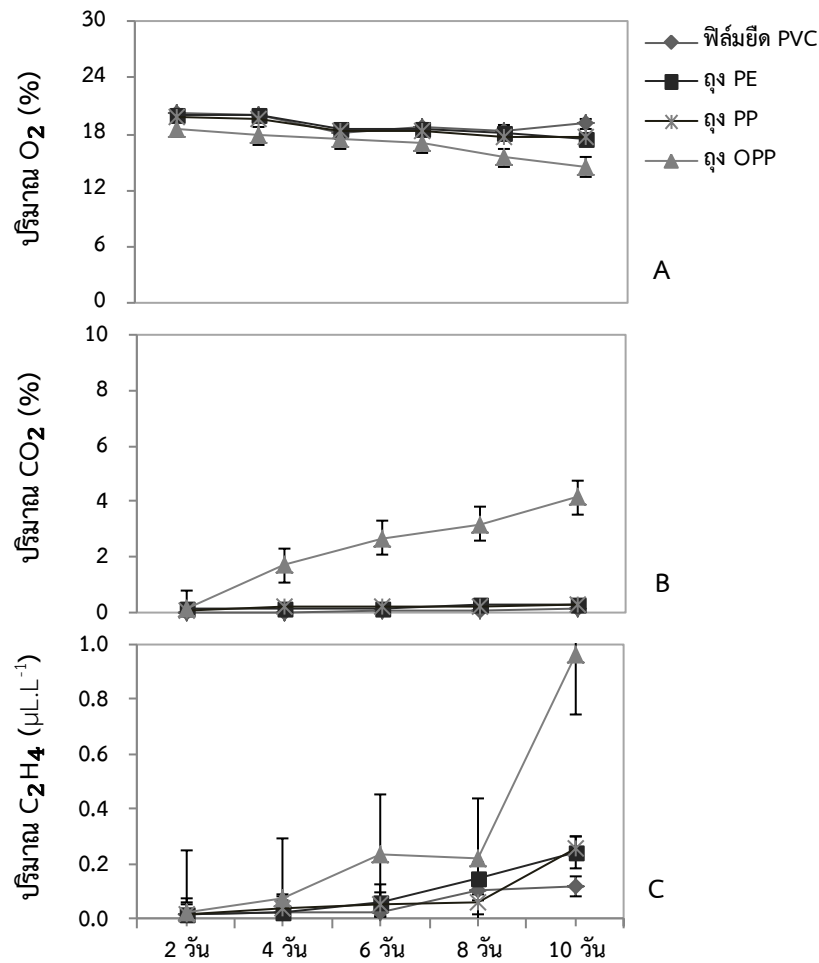 30
24
18
12
6
0
ปริมาณ O2 (%)
ฟิล์มยืด PVC
ถุง PE
ถุง PP
ถุง OPP
A
10
8
6
4
2
0
ปริมาณ CO2 (%)
B
1.0
0.8
0.6
0.4
0.2
0.0
ปริมาณ C2H4 (µL.L-1)
C
2 วัน 4 วัน 6 วัน 8 วัน 10 วัน